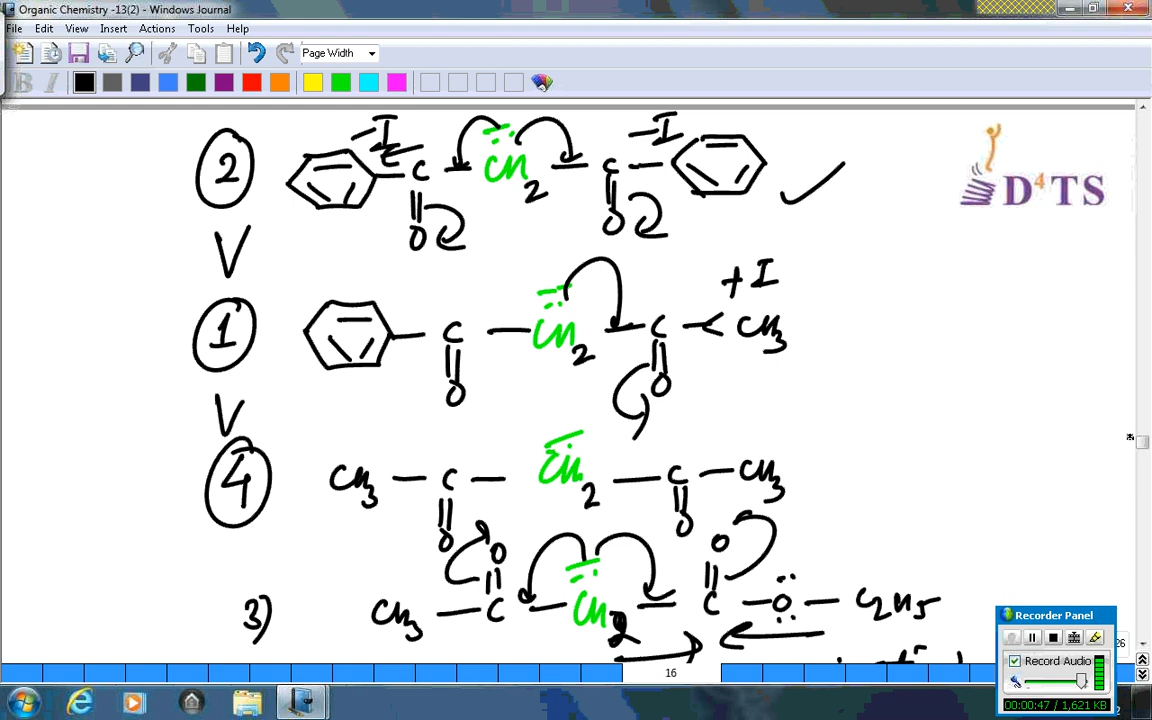 Organic Chemistry -13(2) - Windows Journal
File Edit View Insert Actions Tools Help
B I Page Width
D4TS
-I -I
2 C CH2 C
O O
V
+I
1 C CH2 C CH3
O O
V
4 CH3 - C - CH2 - C - CH3
O O
O O
3) CH3 - C - CH2 - C - O - C2H5
Recorder Panel
26
Record Audio
16
00:00:47 / 1,621 KB